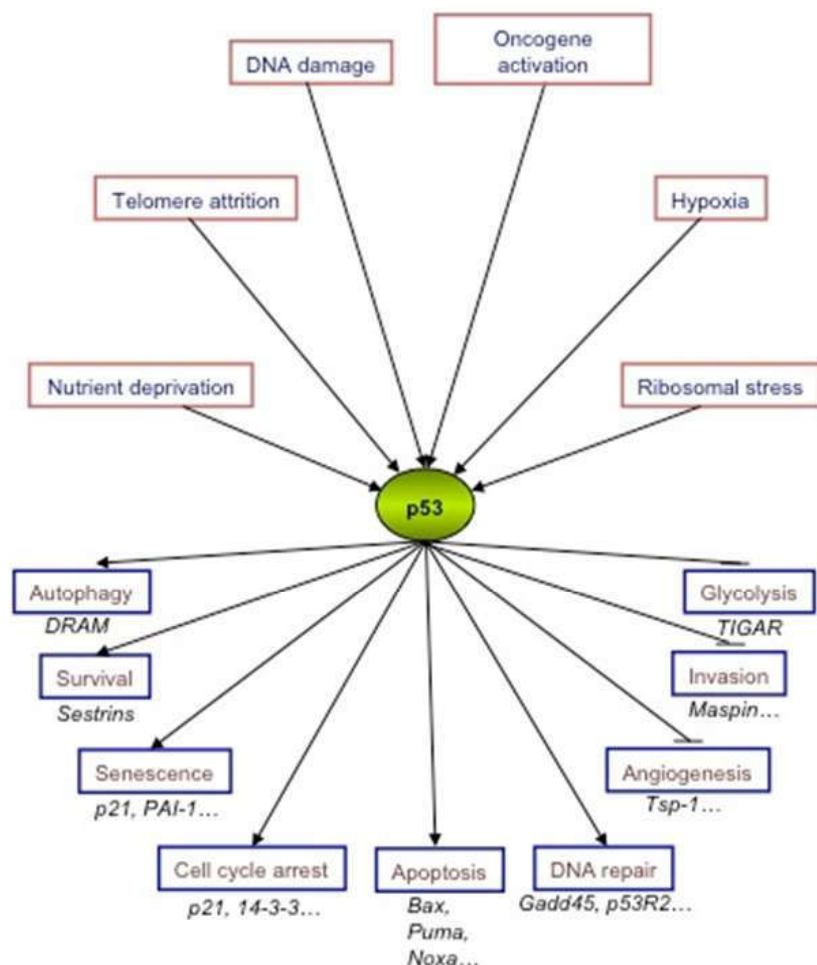 Oncogene
activation
DNA damage
Telomere attrition
Hypoxia
Nutrient deprivation
Ribosomal stress
p53
Autophagy
DRAM
Glycolysis
TIGAR
Survival
Sestrins
Invasion
Maspin...
Senescence
p21, PAI-1...
Angiogenesis
Tsp-1...
Cell cycle arrest
p21, 14-3-3...
Apoptosis
Bax,
Puma,
Noxa...
DNA repair
Gadd45, p53R2...